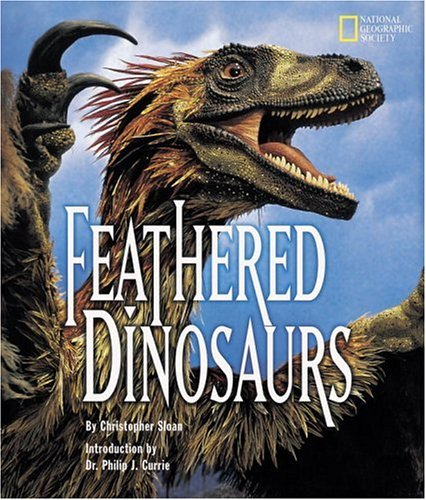 NATIONAL
GEOGRAPHIC
SOCIETY
FEATHERED
DINOSAURS
By Christopher Sloan
Introduction by
Dr. Philip J. Currie